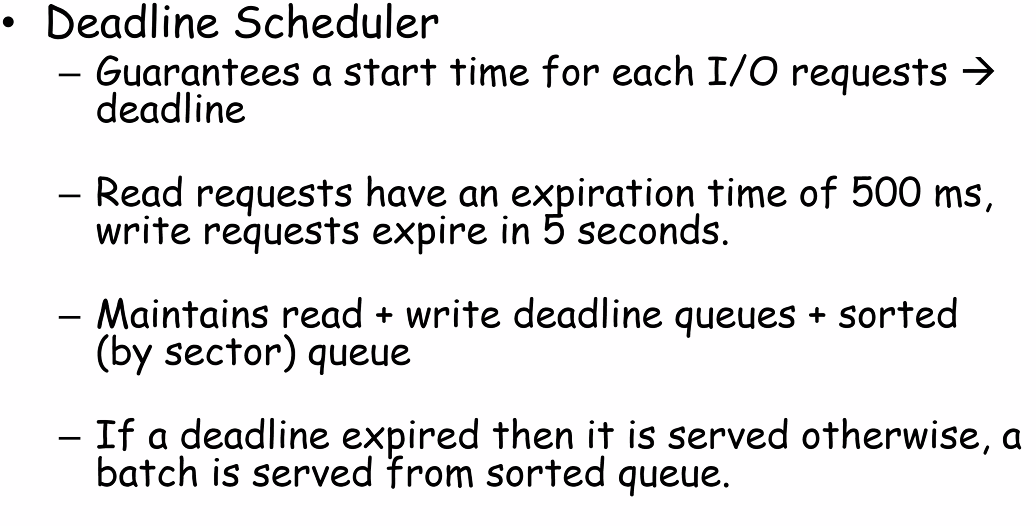 • Deadline Scheduler
– Guarantees a start time for each I/O requests →
deadline
– Read requests have an expiration time of 500 ms,
write requests expire in 5 seconds.
– Maintains read + write deadline queues + sorted
(by sector) queue
– If a deadline expired then it is served otherwise, a
batch is served from sorted queue.